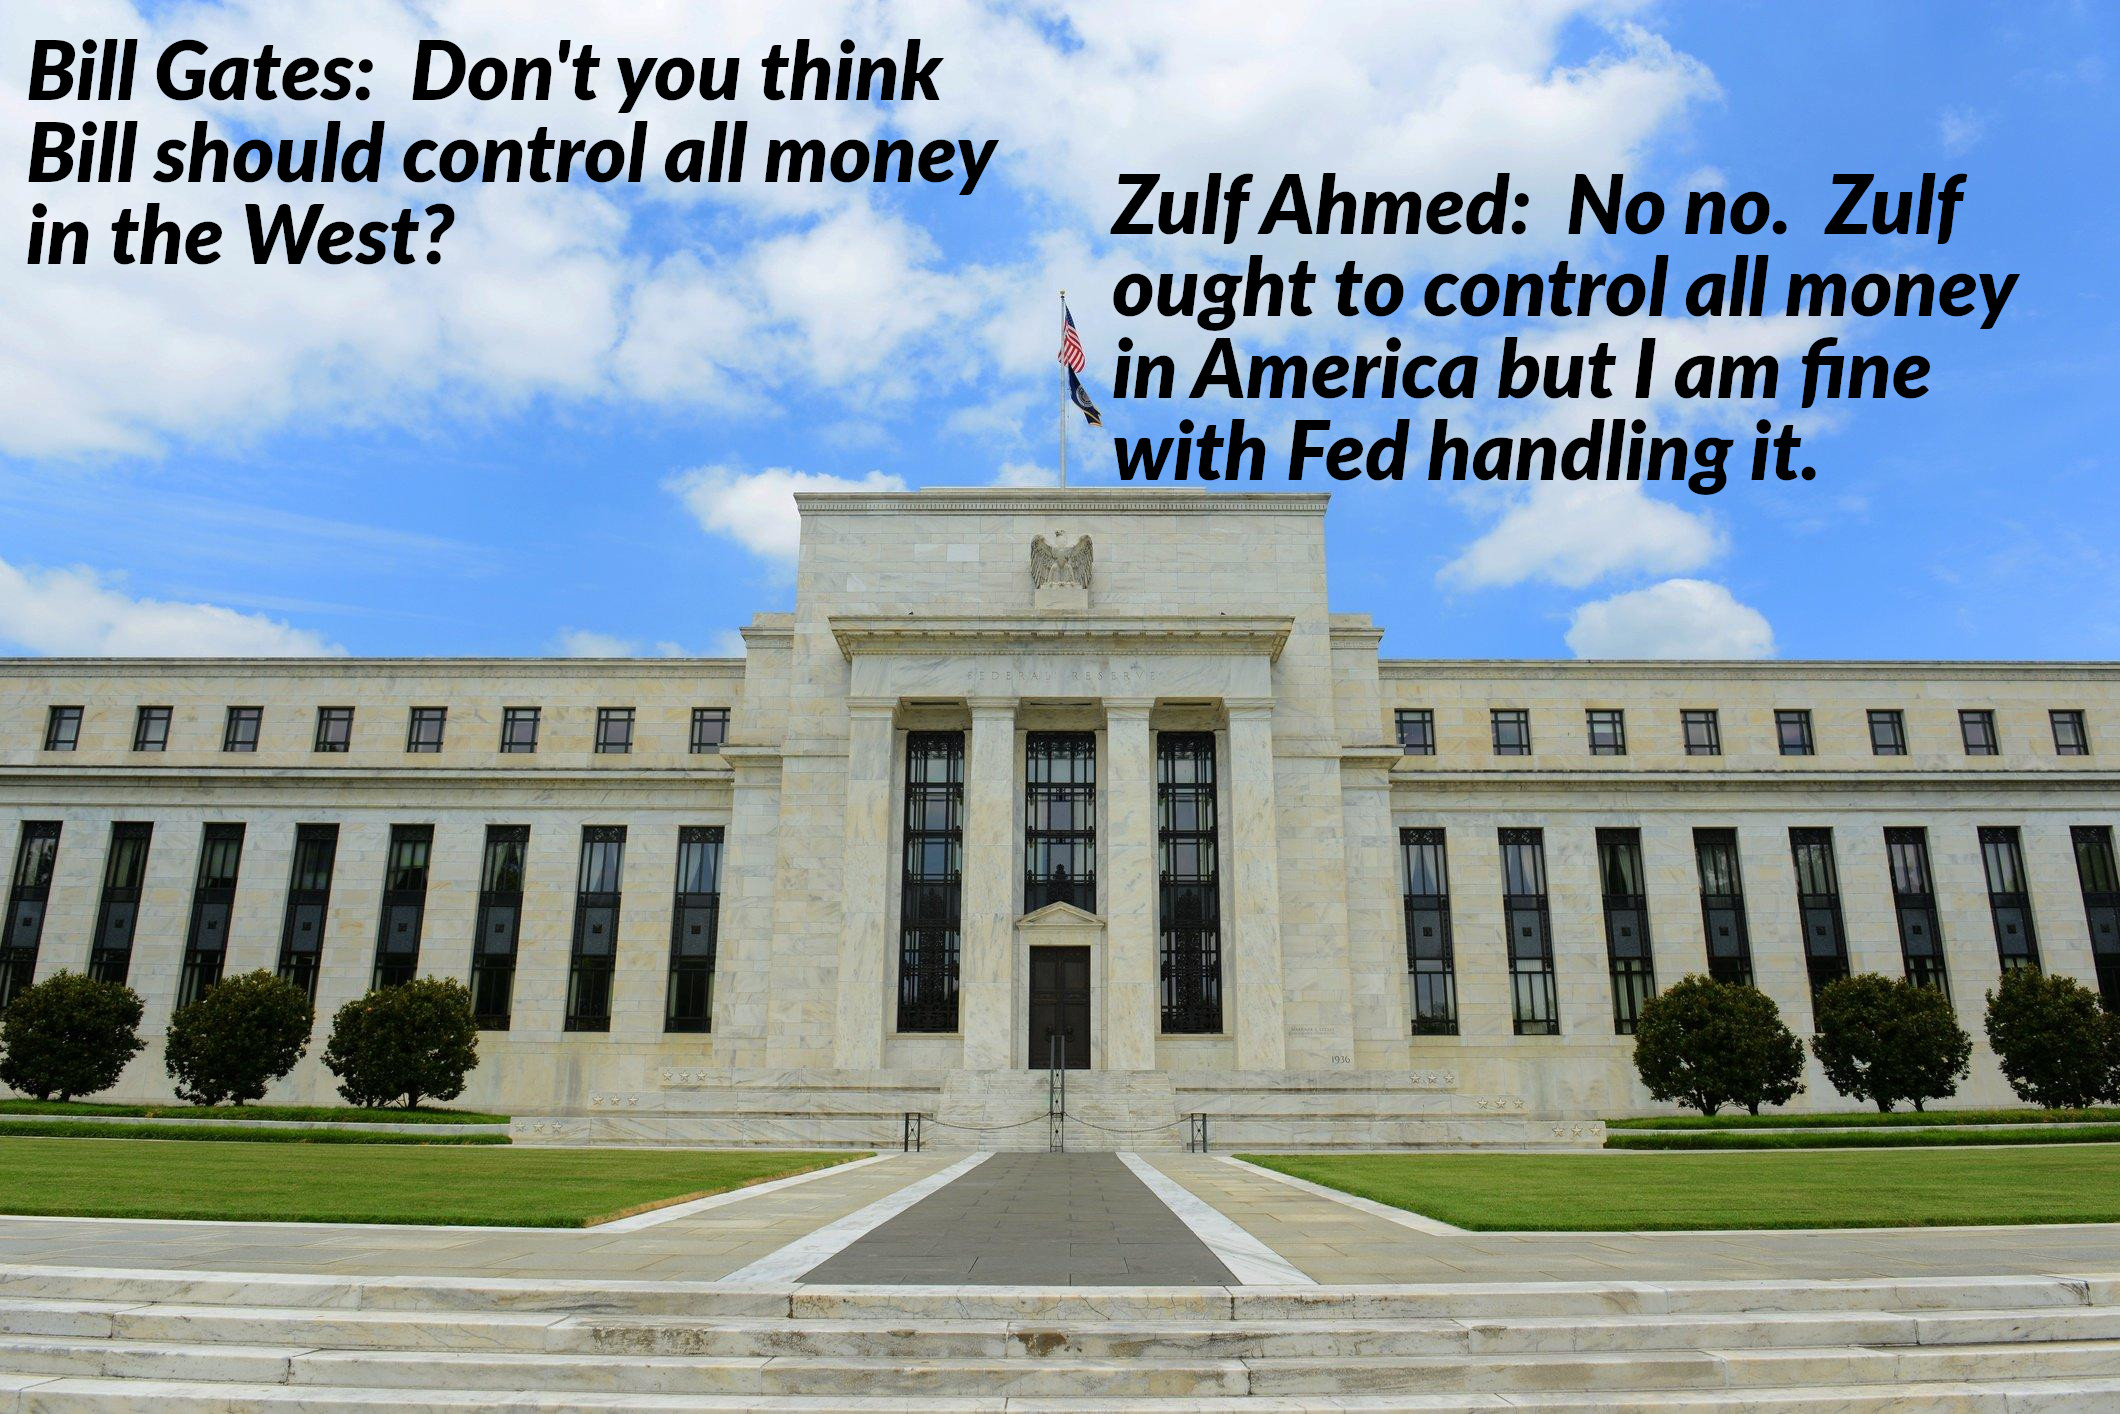 Bill Gates: Don't you think
Bill should control all money
in the West?
Zulf Ahmed: No no. Zulf
ought to control all money
in America but I am fine
with Fed handling it.
FEDERAL RESERVE
1936